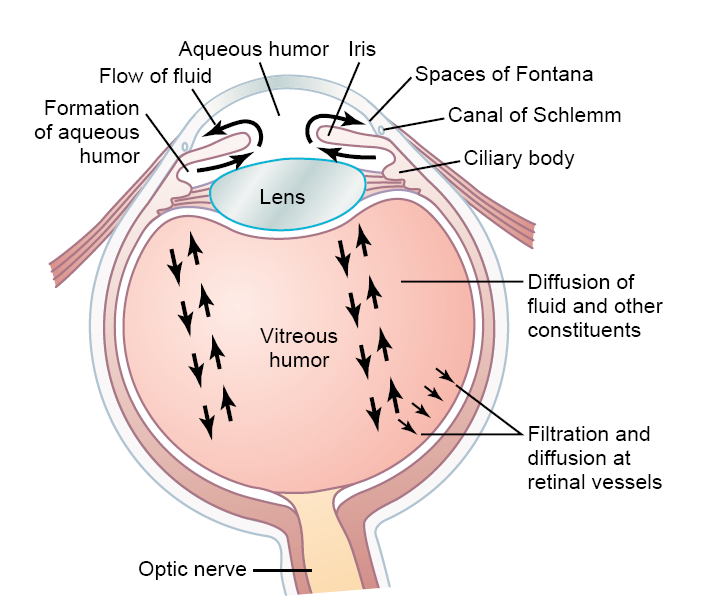 Aqueous humor
Iris
Flow of fluid
Spaces of Fontana
Formation
of aqueous
humor
Canal of Schlemm
Ciliary body
Lens
Diffusion of
fluid and other
constituents
Vitreous
humor
Filtration and
diffusion at
retinal vessels
Optic nerve